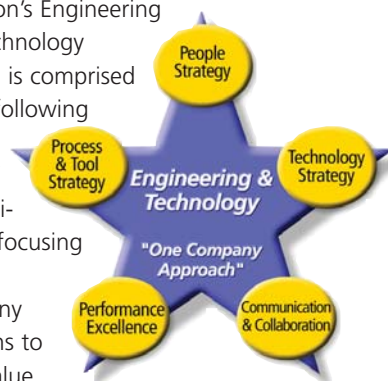 on's Engineering
chnology
is comprised
ollowing
i-
focusing
ny
ns to
alue
People
Strategy
Process
& Tool
Strategy
Technology
Strategy
Engineering &
Technology
"One Company
Approach"
Performance
Excellence
Communication
& Collaboration